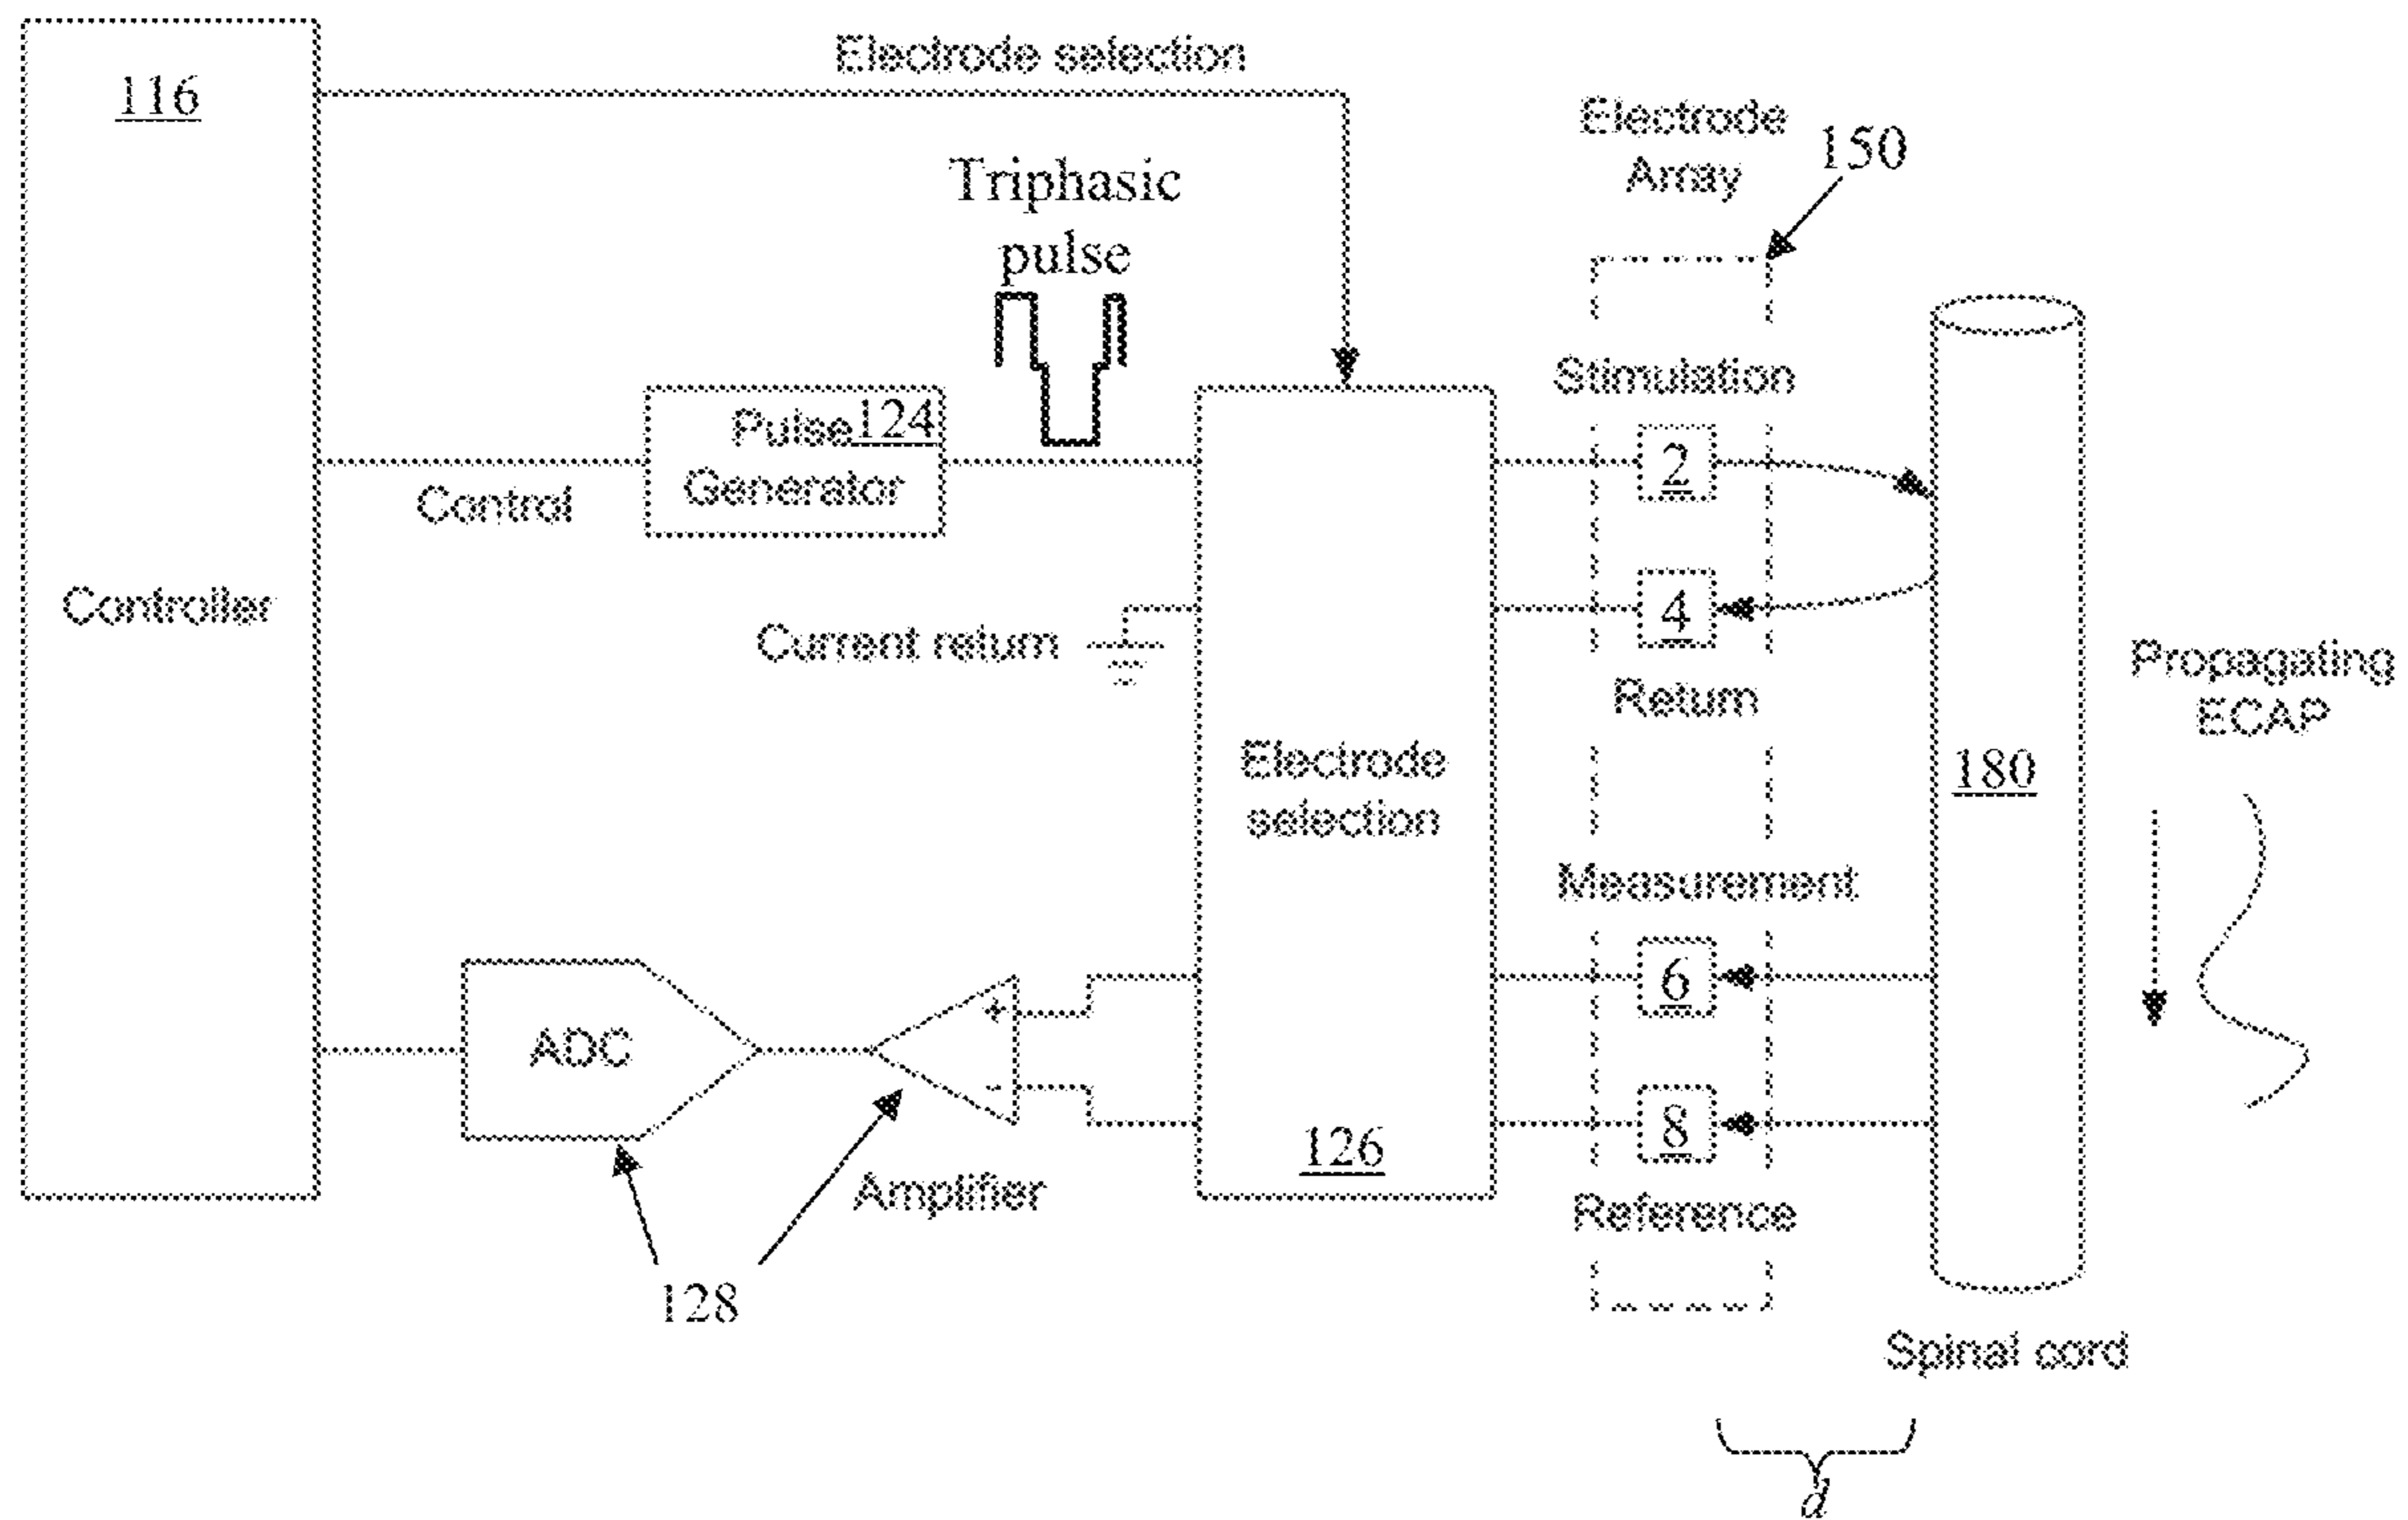 116
Controller
Electrode selection
Triphasic
pulse
Pulse 124
Generator
Control
Current return
Electrode
selection
126
ADC
+
-
Amplifier
128
Electrode
Array
150
Stimulation
2
4
Return
Measurement
6
8
Reference
180
Spinal cord
Propagating
ECAP
d